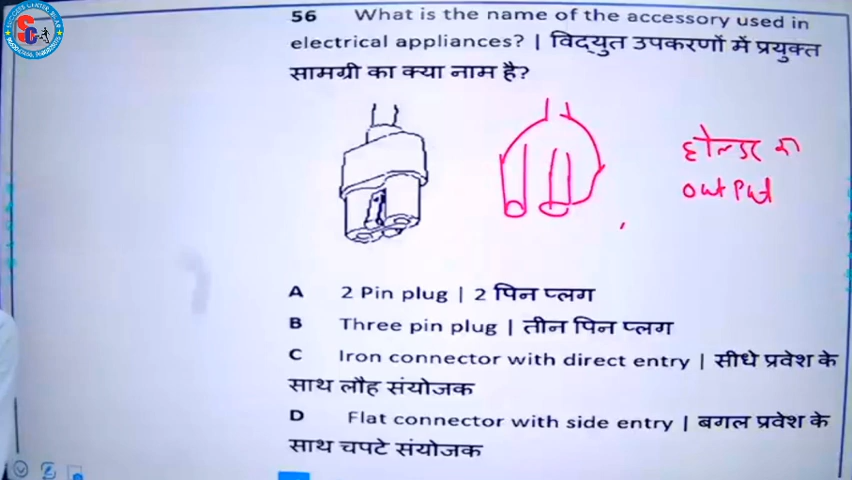 56 What is the name of the accessory used in
electrical appliances? | विद्युत उपकरणों में प्रयुक्त
सामग्री का क्या नाम है?
output
A 2 Pin plug | 2 पिन प्लग
B Three pin plug | तीन पिन प्लग
C Iron connector with direct entry | सीधे प्रवेश के
साथ लौह संयोजक
D Flat connector with side entry | बगल प्रवेश के
साथ चपटे संयोजक